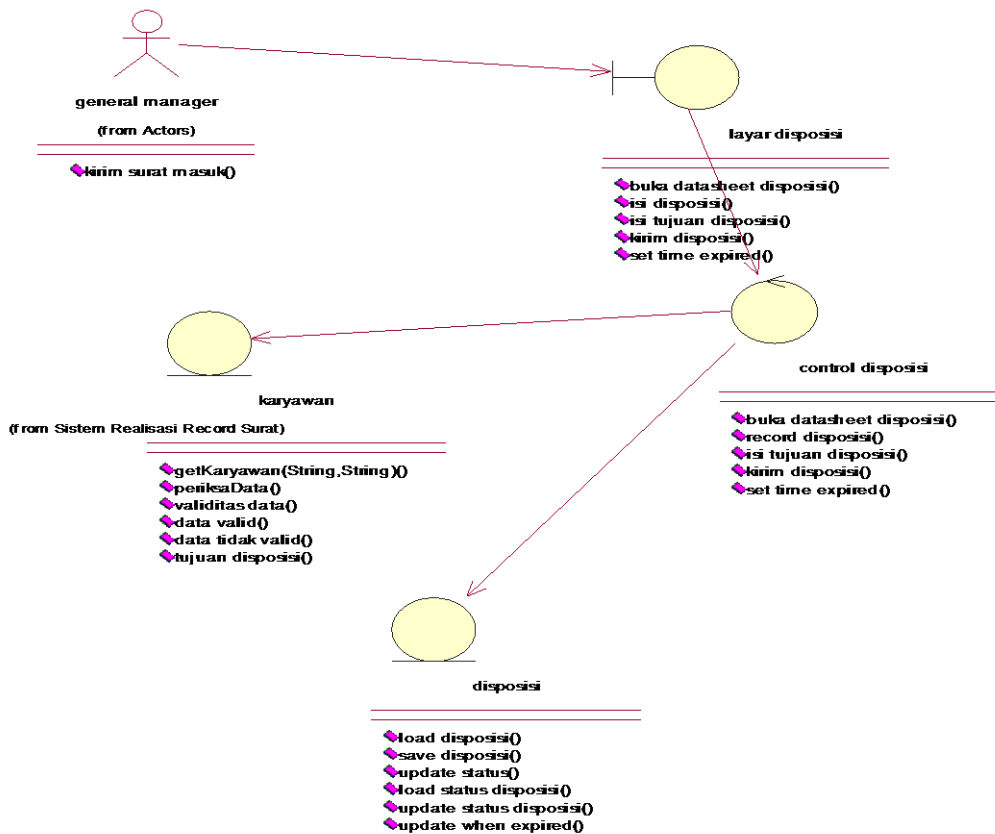 general manager
(from Actors)
kirim surat masuk()
layar disposisi
buka datasheet disposisi()
isi disposisi()
isi tujuan disposisi()
kirim disposisi()
set time expired()
control disposisi
buka datasheet disposisi()
record disposisi()
isi tujuan disposisi()
kirim disposisi()
set time expired()
karyawan
(from Sistem Realisasi Record Surat)
getKaryawan(String,String)()
periksaData()
validitas data()
data valid()
data tidak valid()
tujuan disposisi()
disposisi
load disposisi()
save disposisi()
update status()
load status disposisi()
update status disposisi()
update when expired()